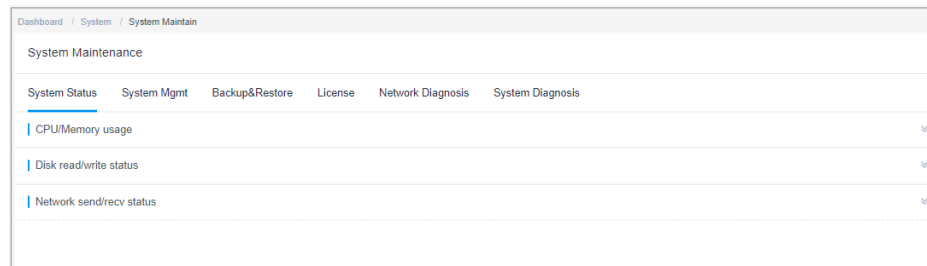 Dashboard / System / System Maintain
System Maintenance
System Status System Mgmt Backup&Restore License Network Diagnosis System Diagnosis
CPU/Memory usage
Disk read/write status
Network send/recv status